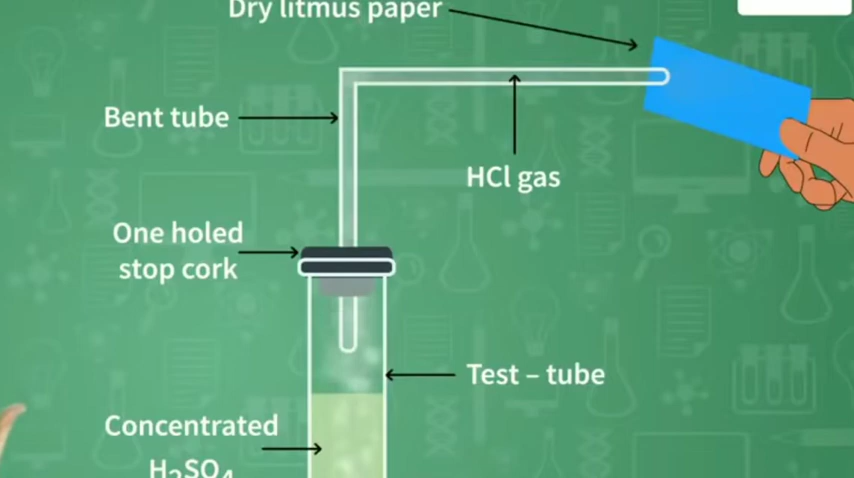 Dry litmus paper
Bent tube
HCl gas
One holed
stop cork
Test – tube
Concentrated
H₂SO₄